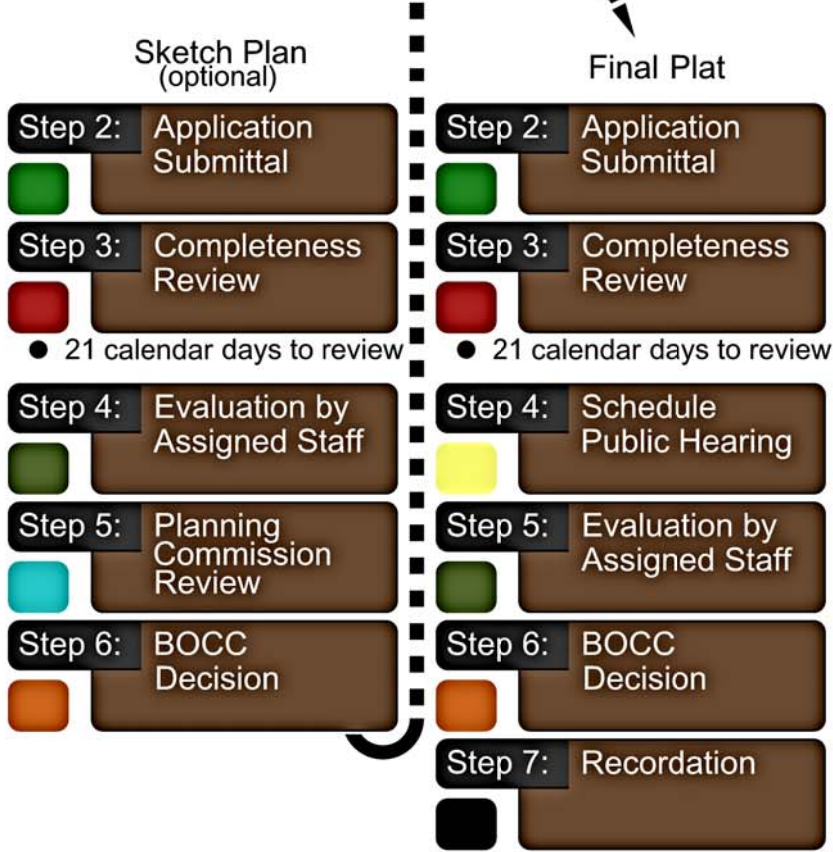 Sketch Plan
(optional)
Step 2: Application
Submittal
Step 3: Completeness
Review
● 21 calendar days to review
Step 4: Evaluation by
Assigned Staff
Step 5: Planning
Commission
Review
Step 6: BOCC
Decision
Final Plat
Step 2: Application
Submittal
Step 3: Completeness
Review
● 21 calendar days to review
Step 4: Schedule
Public Hearing
Step 5: Evaluation by
Assigned Staff
Step 6: BOCC
Decision
Step 7: Recordation